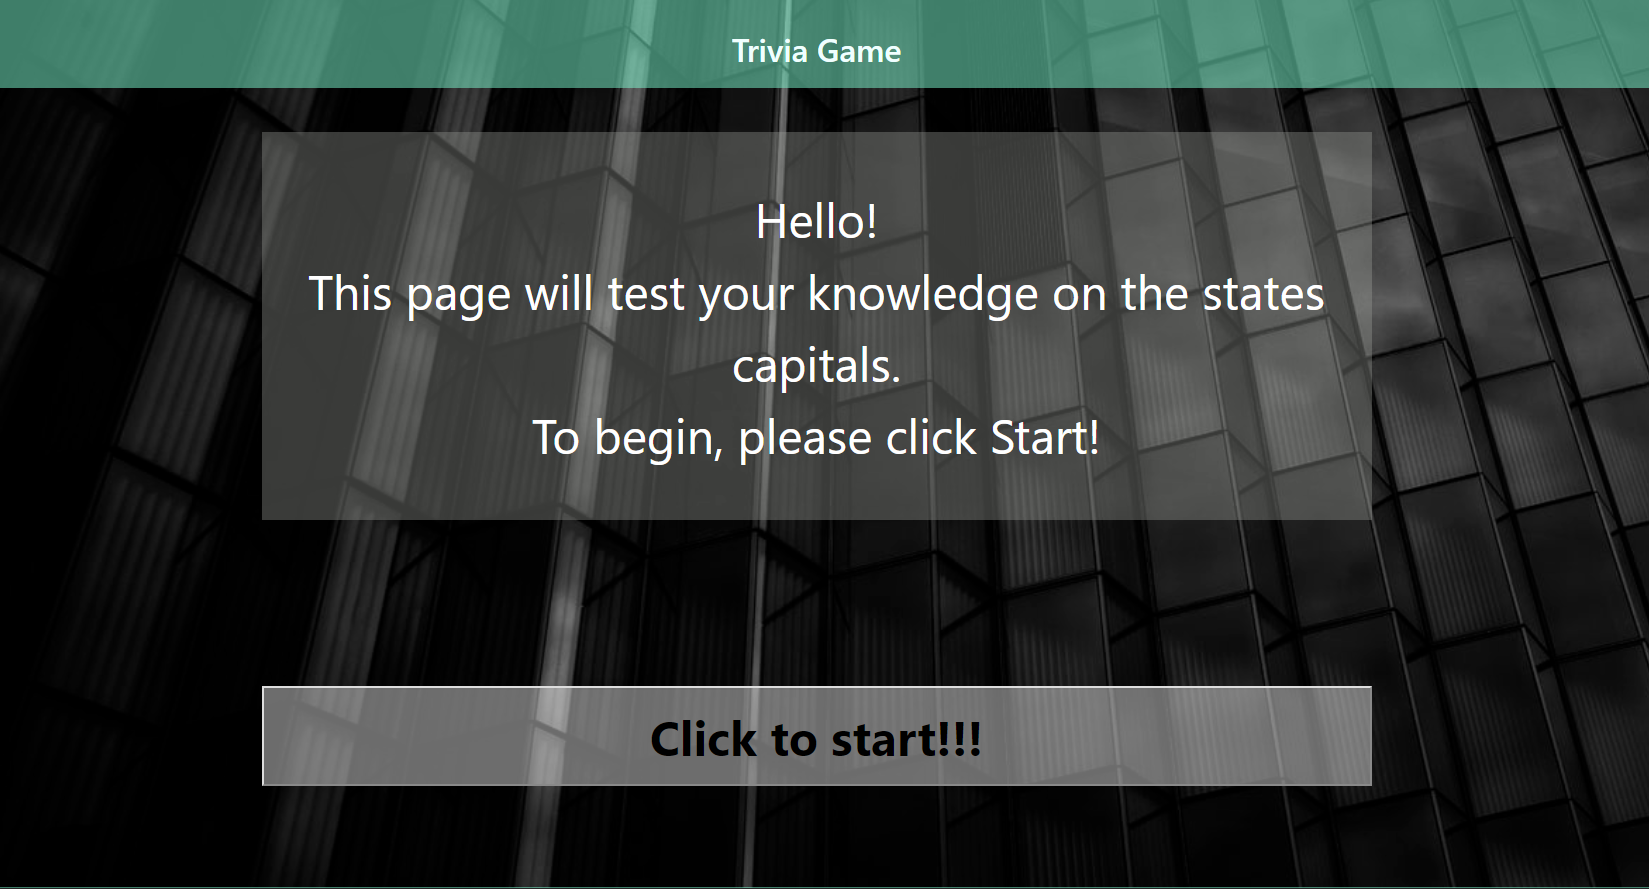 Trivia Game
Hello!
This page will test your knowledge on the states
capitals.
To begin, please click Start!
Click to start!!!